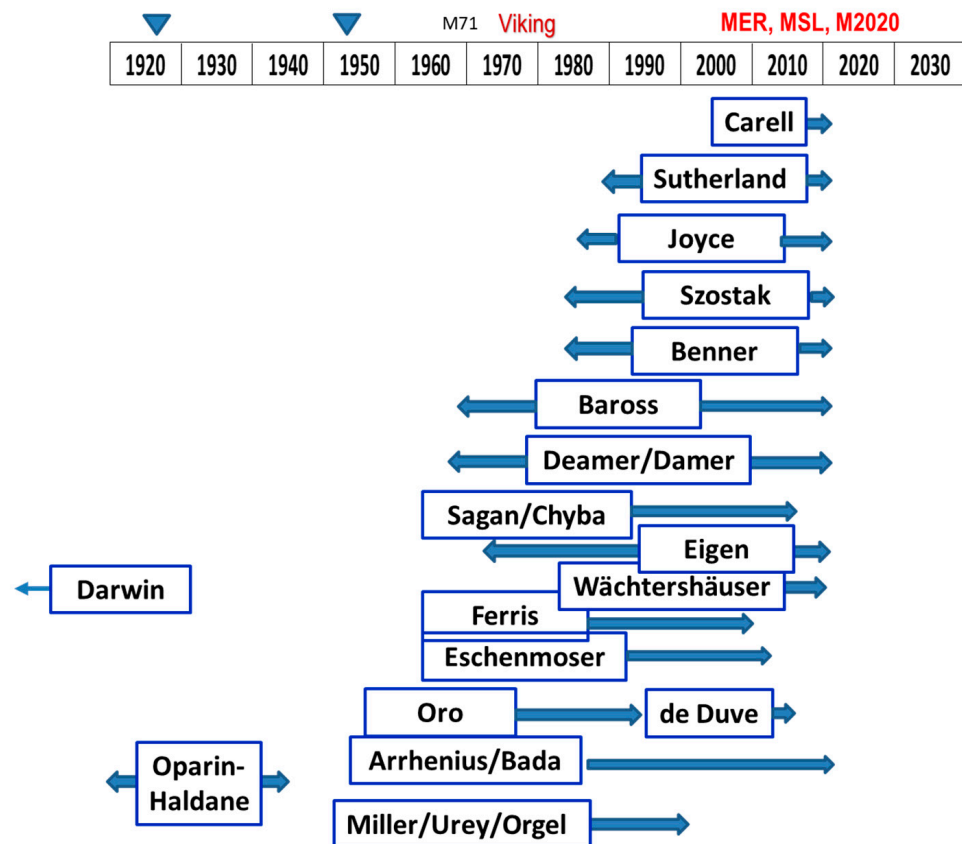 M71 Viking MER, MSL, M2020
1920 1930 1940 1950 1960 1970 1980 1990 2000 2010 2020 2030
Carell
Sutherland
Joyce
Szostak
Benner
Baross
Deamer/Damer
Sagan/Chyba
Eigen
Darwin
Wächtershäuser
Ferris
Eschenmoser
Oro
de Duve
Arrhenius/Bada
Oparin-
Haldane
Miller/Urey/Orgel